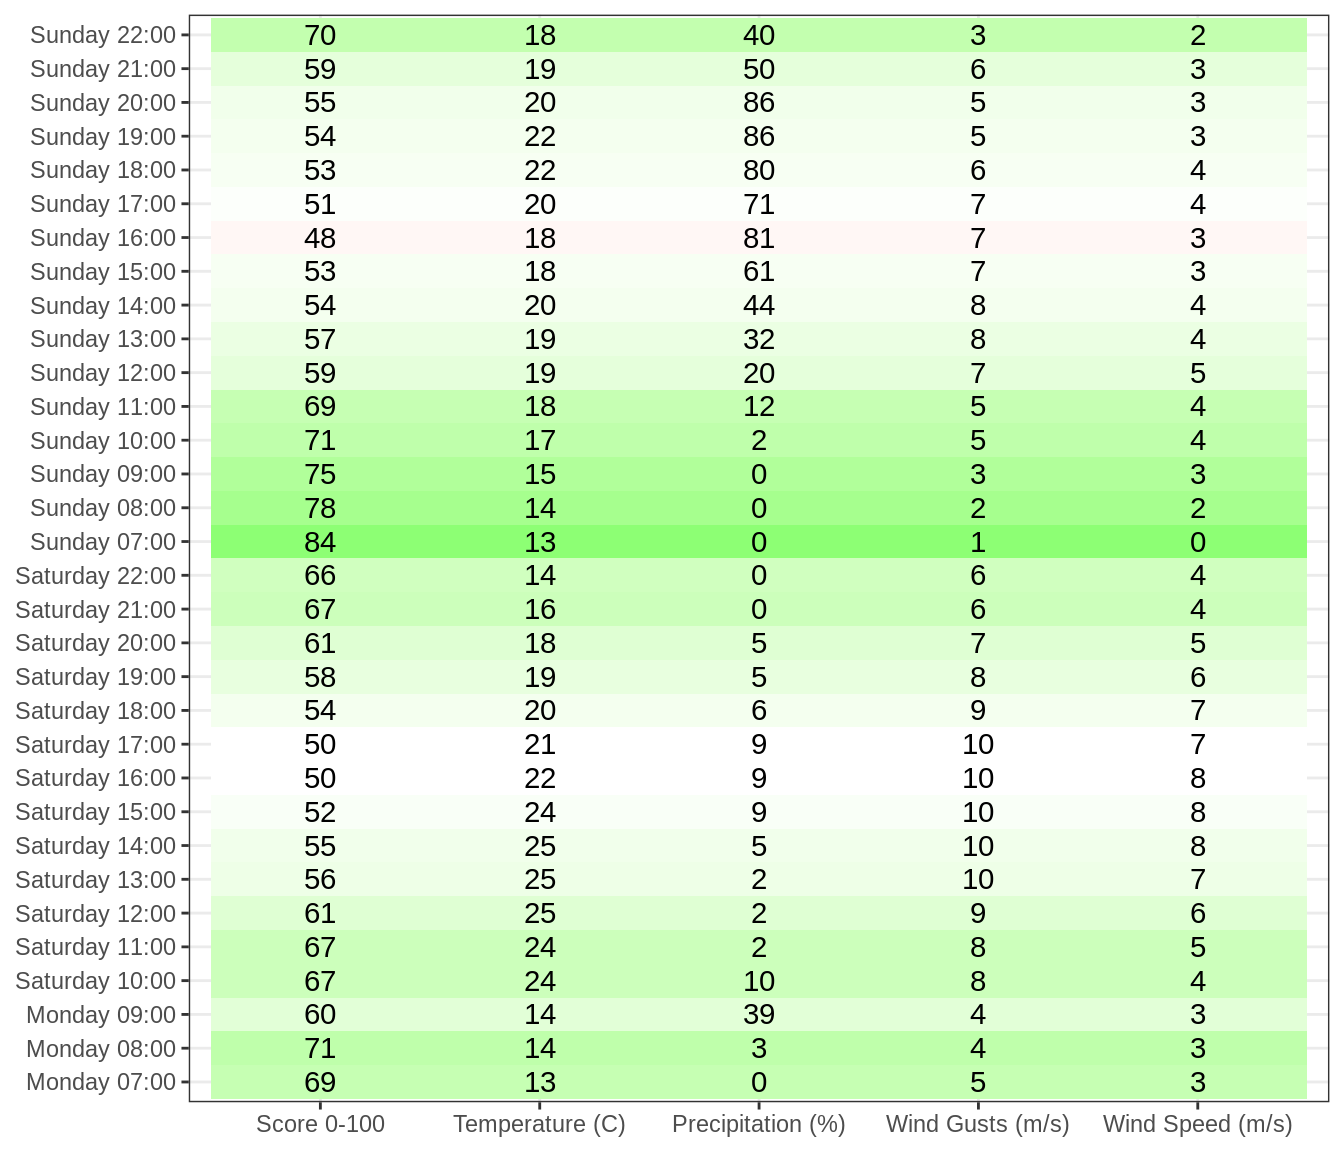 Sunday 22:00 70 18 40 3 2
Sunday 21:00 59 19 50 6 3
Sunday 20:00 55 20 86 5 3
Sunday 19:00 54 22 86 5 3
Sunday 18:00 53 22 80 6 4
Sunday 17:00 51 20 71 7 4
Sunday 16:00 48 18 81 7 3
Sunday 15:00 53 18 61 7 3
Sunday 14:00 54 20 44 8 4
Sunday 13:00 57 19 32 8 4
Sunday 12:00 59 19 20 7 5
Sunday 11:00 69 18 12 5 4
Sunday 10:00 71 17 2 5 4
Sunday 09:00 75 15 0 3 3
Sunday 08:00 78 14 0 2 2
Sunday 07:00 84 13 0 1 0
Saturday 22:00 66 14 0 6 4
Saturday 21:00 67 16 0 6 4
Saturday 20:00 61 18 5 7 5
Saturday 19:00 58 19 5 8 6
Saturday 18:00 54 20 6 9 7
Saturday 17:00 50 21 9 10 7
Saturday 16:00 50 22 9 10 8
Saturday 15:00 52 24 9 10 8
Saturday 14:00 55 25 5 10 8
Saturday 13:00 56 25 2 10 7
Saturday 12:00 61 25 2 9 6
Saturday 11:00 67 24 2 8 5
Saturday 10:00 67 24 10 8 4
Monday 09:00 60 14 39 4 3
Monday 08:00 71 14 3 4 3
Monday 07:00 69 13 0 5 3
Score 0-100 Temperature (C) Precipitation (%) Wind Gusts (m/s) Wind Speed (m/s)